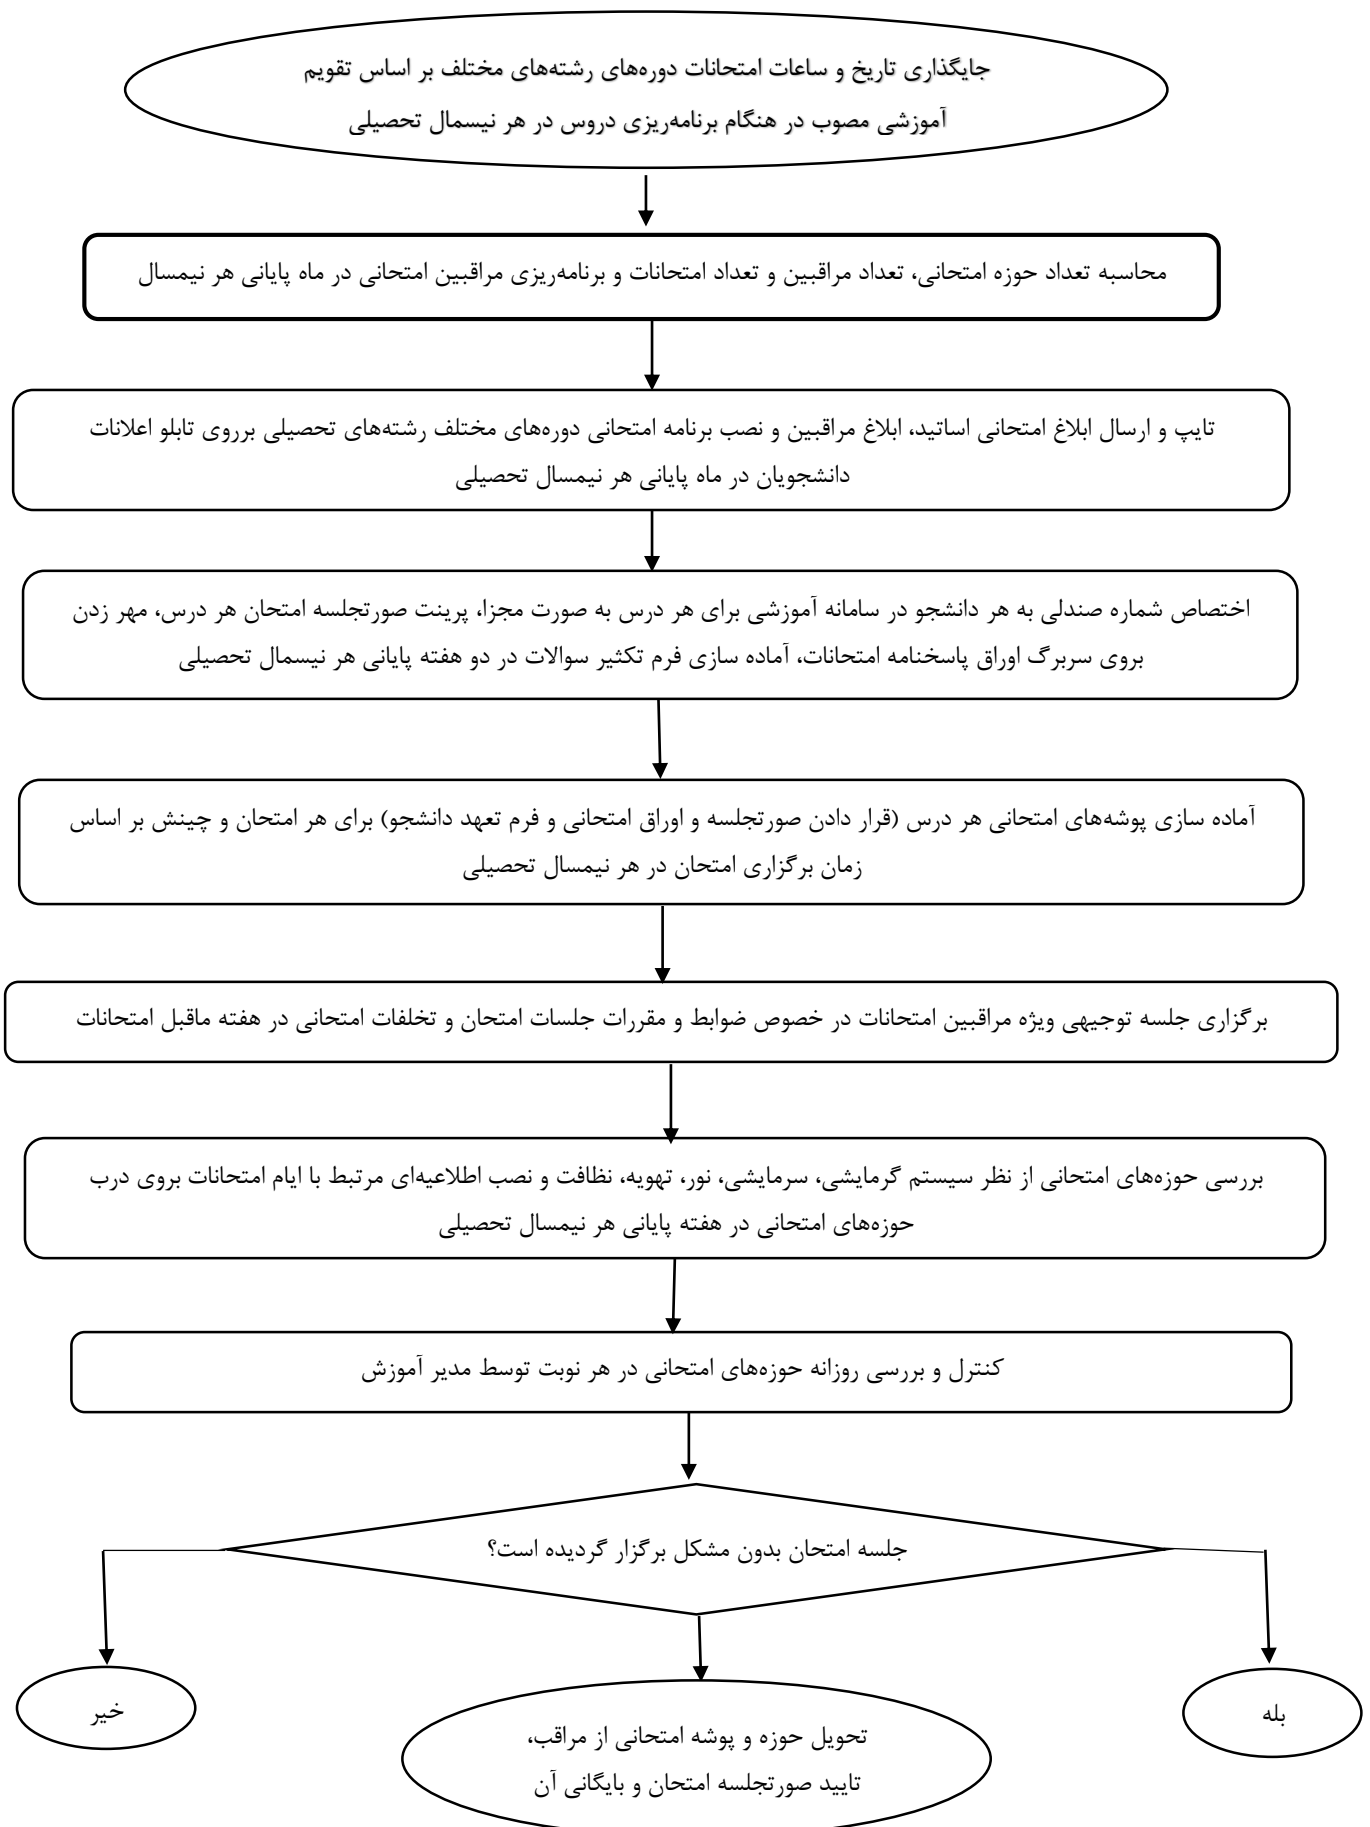 جایگذاری تاریخ و ساعات امتحانات دوره‌های رشته‌های مختلف بر اساس تقویم
آموزشی مصوب در هنگام برنامه‌ریزی دروس در هر نیسمال تحصیلی
محاسبه تعداد حوزه امتحانی، تعداد مراقبین و تعداد امتحانات و برنامه‌ریزی مراقبین امتحانی در ماه پایانی هر نیمسال
تایپ و ارسال ابلاغ امتحانی اساتید، ابلاغ مراقبین و نصب برنامه امتحانی دوره‌های مختلف رشته‌های تحصیلی برروی تابلو اعلانات
دانشجویان در ماه پایانی هر نیمسال تحصیلی
اختصاص شماره صندلی به هر دانشجو در سامانه آموزشی برای هر درس به صورت مجزا، پرینت صورتجلسه امتحان هر درس، مهر زدن
بروی سربرگ اوراق پاسخنامه امتحانات، آماده سازی فرم تکثیر سوالات در دو هفته پایانی هر نیسمال تحصیلی
آماده سازی پوشه‌های امتحانی هر درس (قرار دادن صورتجلسه و اوراق امتحانی و فرم تعهد دانشجو) برای هر امتحان و چینش بر اساس
زمان برگزاری امتحان در هر نیمسال تحصیلی
برگزاری جلسه توجیهی ویژه مراقبین امتحانات در خصوص ضوابط و مقررات جلسات امتحان و تخلفات امتحانی در هفته ماقبل امتحانات
بررسی حوزه‌های امتحانی از نظر سیستم گرمایشی، سرمایشی، نور، تهویه، نظافت و نصب اطلاعیه‌ای مرتبط با ایام امتحانات بروی درب
حوزه‌های امتحانی در هفته پایانی هر نیمسال تحصیلی
کنترل و بررسی روزانه حوزه‌های امتحانی در هر نوبت توسط مدیر آموزش
جلسه امتحان بدون مشکل برگزار گردیده است؟
بله
خیر
تحویل حوزه و پوشه امتحانی از مراقب،
تایید صورتجلسه امتحان و بایگانی آن